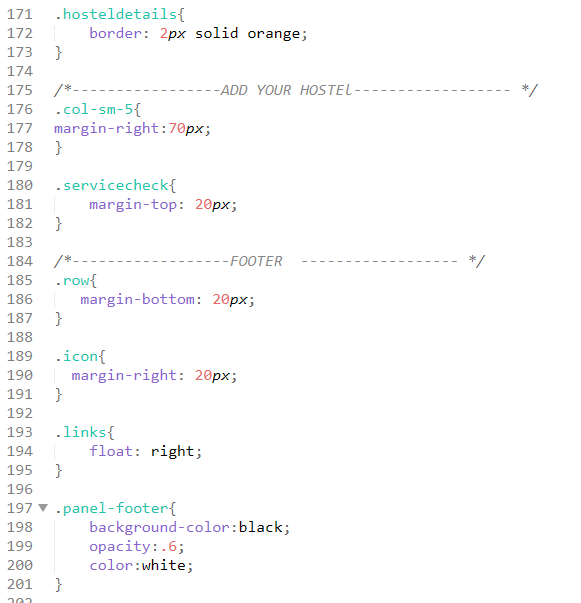 171 .hosteldetails{
172     border: 2px solid orange;
173 }
174
175 /*-----------------ADD YOUR HOSTEl------------------ */
176 .col-sm-5{
177 margin-right:70px;
178 }
179
180 .servicecheck{
181     margin-top: 20px;
182 }
183
184 /*------------------FOOTER  ------------------ */
185 .row{
186    margin-bottom: 20px;
187 }
188
189 .icon{
190   margin-right: 20px;
191 }
192
193 .links{
194     float: right;
195 }
196
197 .panel-footer{
198     background-color:black;
199     opacity:.6;
200     color:white;
201 }
202